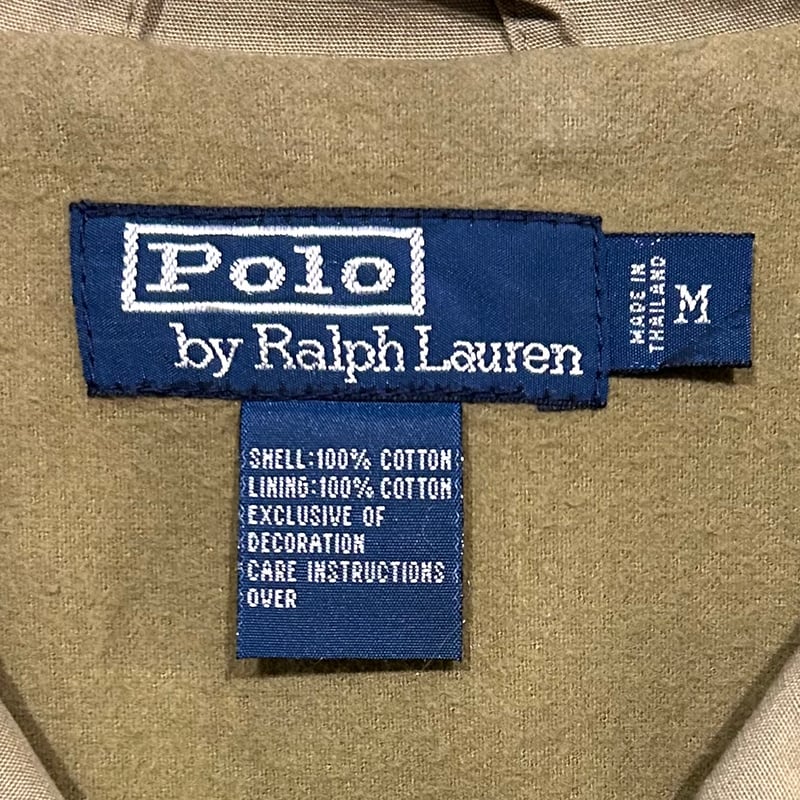 Polo
by Ralph Lauren
MADE IN
THAILAND
M
SHELL:100% COTTON
LINING:100% COTTON
EXCLUSIVE OF
DECORATION
CARE INSTRUCTIONS
OVER